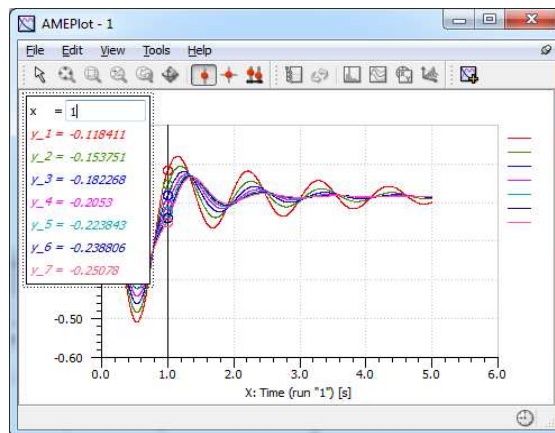 AMEPlot - 1
File Edit View Tools Help
x = 1
y_1 = -0.118411
y_2 = -0.153751
y_3 = -0.182268
y_4 = -0.2053
y_5 = -0.223843
y_6 = -0.238806
y_7 = -0.25078
-0.50
-0.60
0.0 1.0 2.0 3.0 4.0 5.0 6.0
X: Time (run "1") [s]